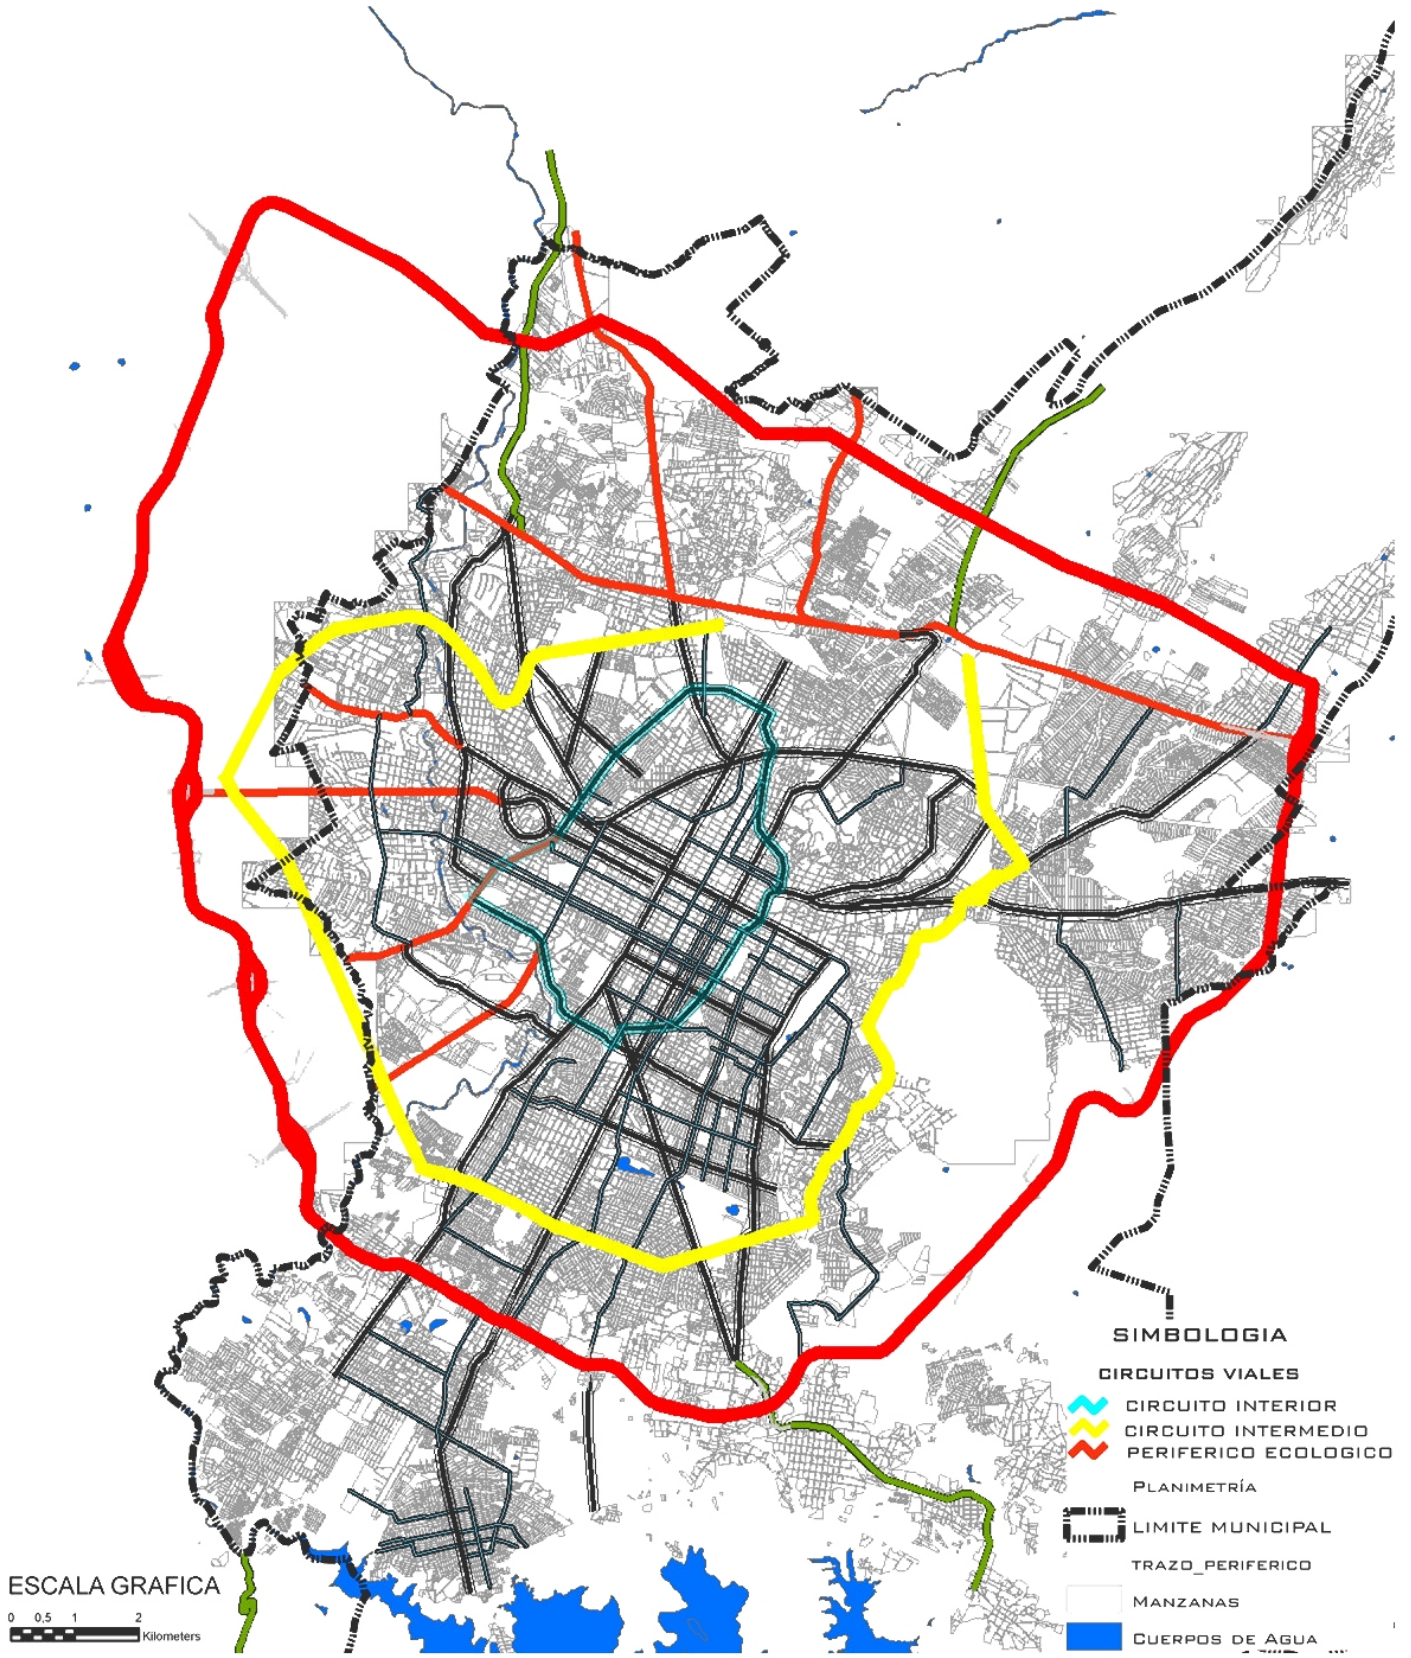 SIMBOLOGIA
CIRCUITOS VIALES
CIRCUITO INTERIOR
CIRCUITO INTERMEDIO
PERIFERICO ECOLOGICO
PLANIMETRÍA
LIMITE MUNICIPAL
TRAZO_PERIFERICO
MANZANAS
CUERPOS DE AGUA
ESCALA GRAFICA
0 0,5 1 2
Kilometers